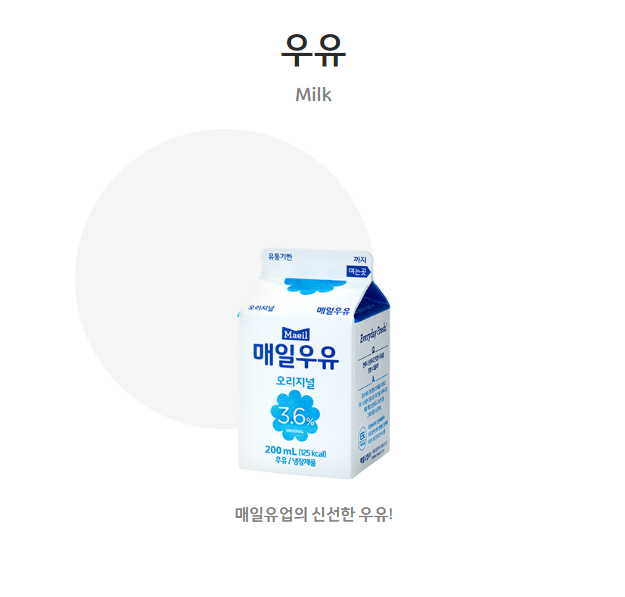 우유
Milk
유통기한 까지
여는곳
오리지널 매일우유
Maeil
매일우유
오리지널
3.6%
ORIGINAL
200 mL (125 kcal)
우유 / 냉장제품
Everyday Fresh!
Q
A
매일유업의 신선한 우유!